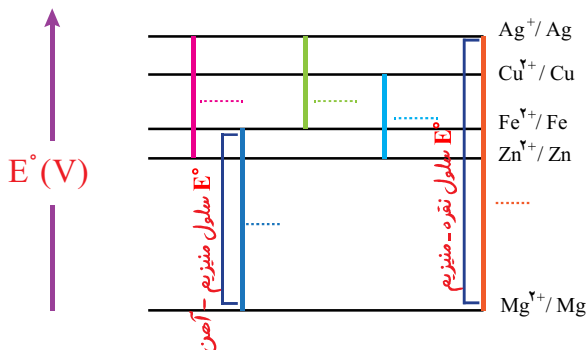 Ag⁺/ Ag
Cu²⁺/ Cu
Fe²⁺/ Fe
Zn²⁺/ Zn
Mg²⁺/ Mg
E°(V)
E° سلول منیزیم - آهن
E° سلول نقره - منیزیم